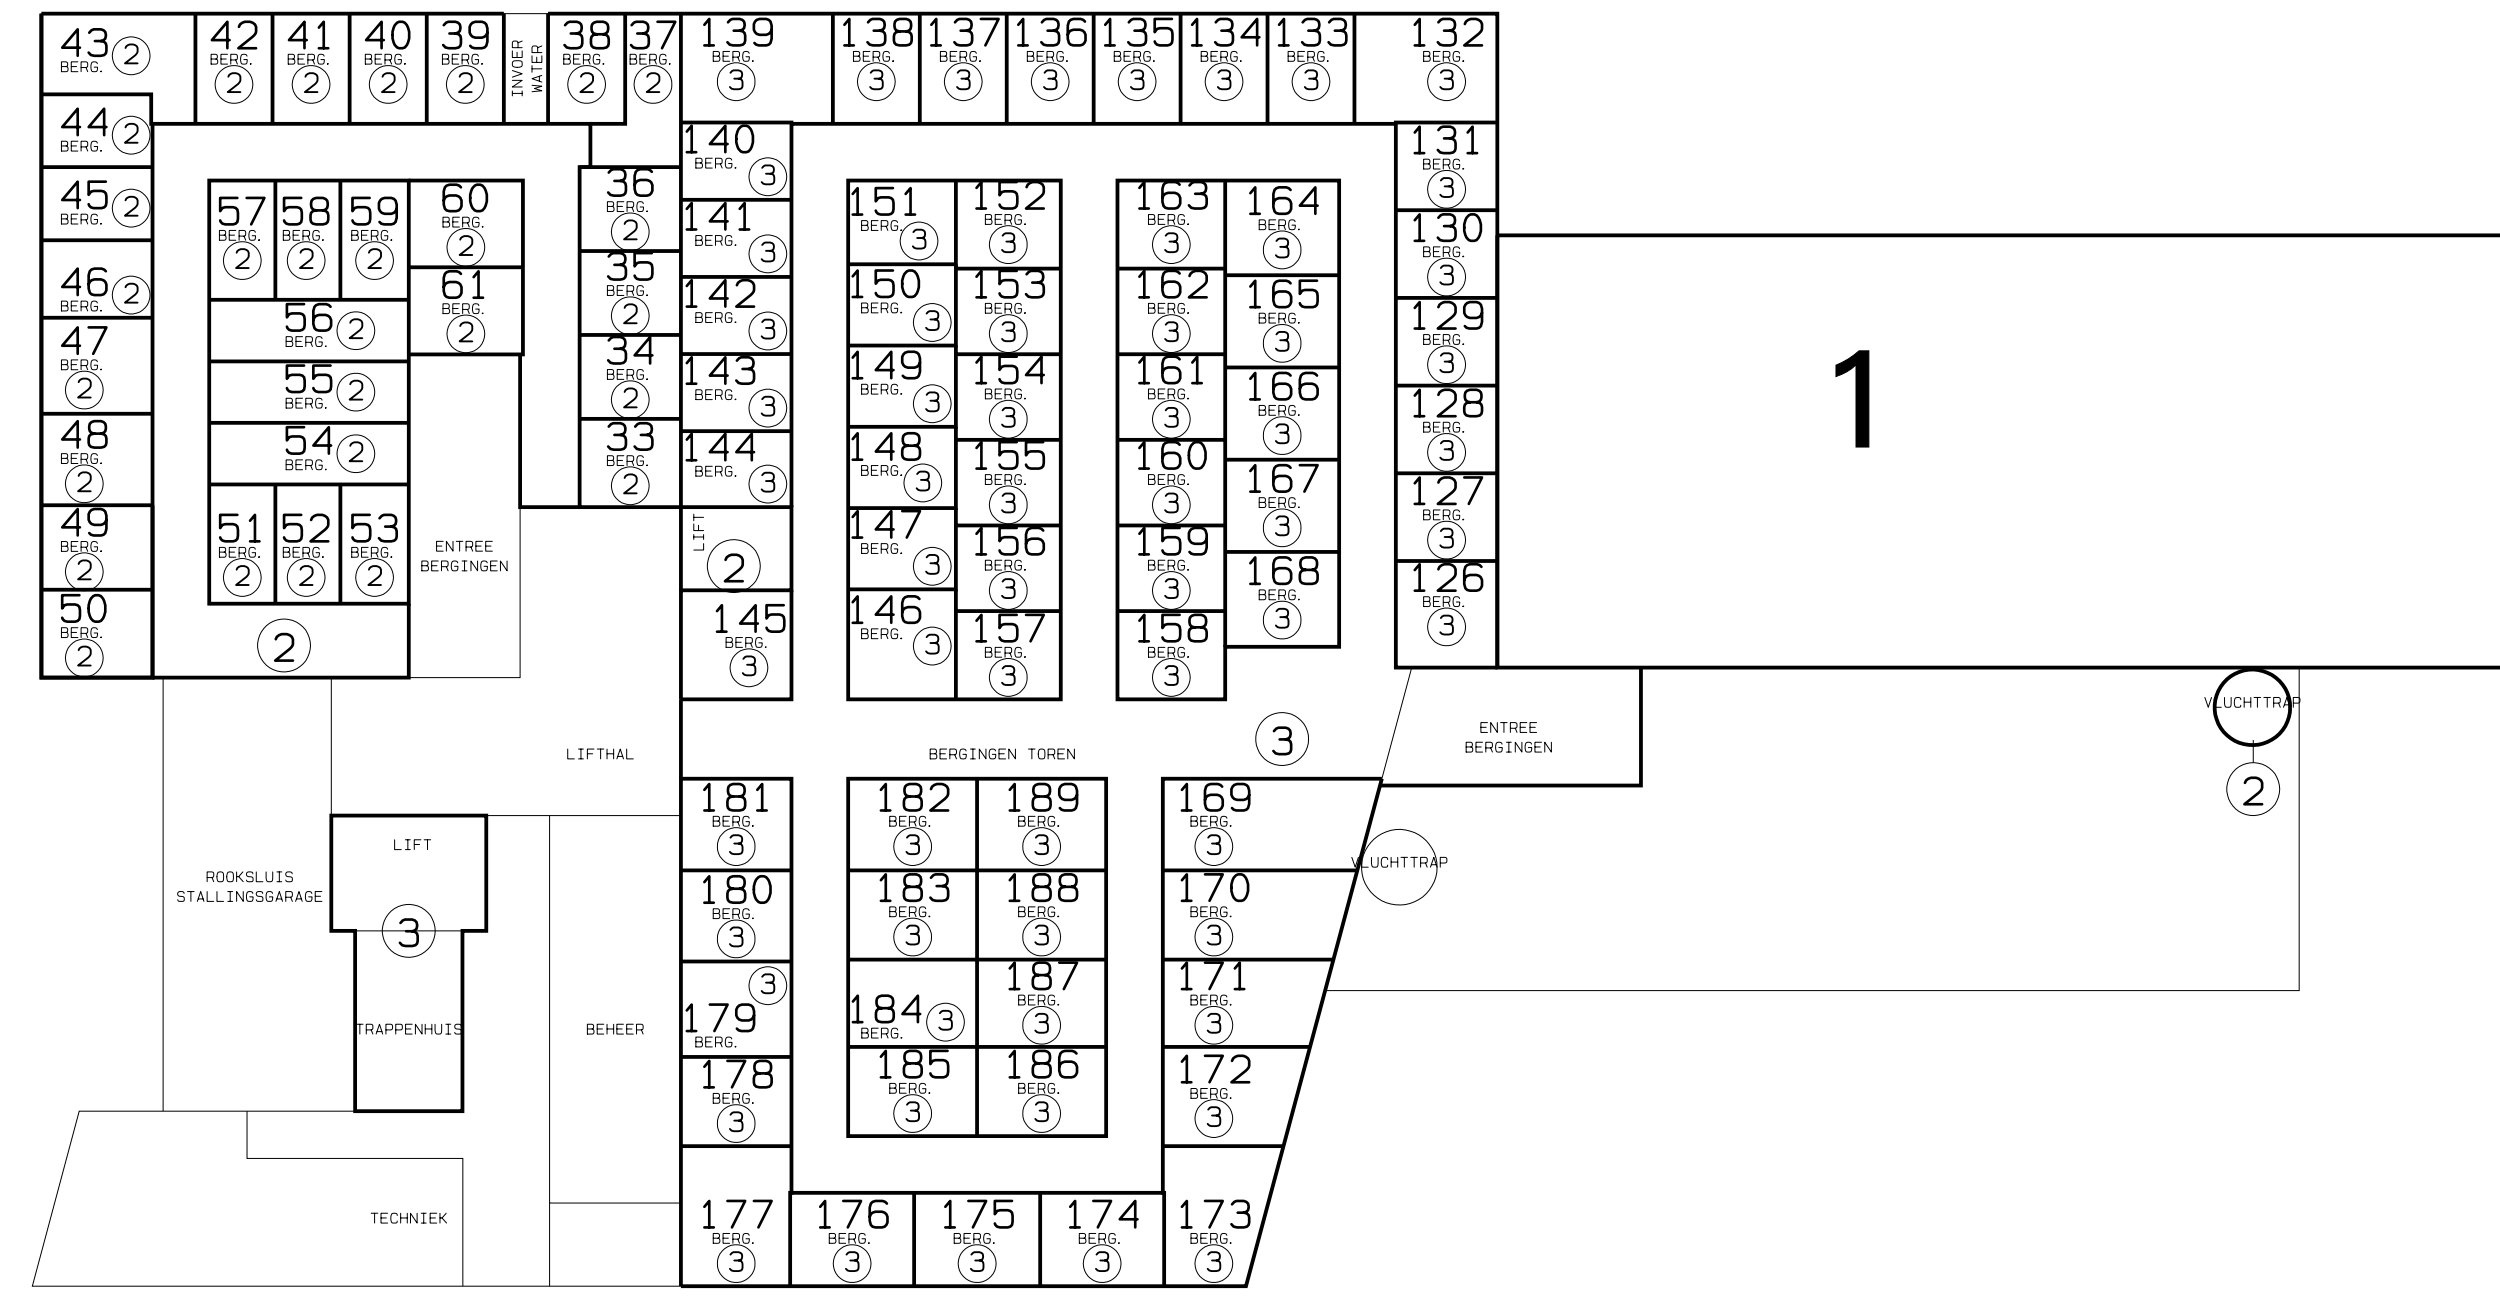 43 BERG. 2
42 BERG. 2
41 BERG. 2
40 BERG. 2
39 BERG. 2
INVOER
WATER
38 BERG. 2
37 BERG. 2
139 BERG. 3
138 BERG. 3
137 BERG. 3
136 BERG. 3
135 BERG. 3
134 BERG. 3
133 BERG. 3
132 BERG. 3
44 BERG. 2
45 BERG. 2
46 BERG. 2
47 BERG. 2
48 BERG. 2
49 BERG. 2
50 BERG. 2
57 BERG. 2
58 BERG. 2
59 BERG. 2
60 BERG. 2
61 BERG. 2
56 BERG. 2
55 BERG. 2
54 BERG. 2
51 BERG. 2
52 BERG. 2
53 BERG. 2
2
ENTREE
BERGINGEN
36 BERG. 2
35 BERG. 2
34 BERG. 2
33 BERG. 2
140 BERG. 3
141 BERG. 3
142 BERG. 3
143 BERG. 3
144 BERG. 3
LIFT
2
145 BERG. 3
151 BERG. 3
150 BERG. 3
149 BERG. 3
148 BERG. 3
147 BERG. 3
146 BERG. 3
152 BERG. 3
153 BERG. 3
154 BERG. 3
155 BERG. 3
156 BERG. 3
157 BERG. 3
163 BERG. 3
162 BERG. 3
161 BERG. 3
160 BERG. 3
159 BERG. 3
158 BERG. 3
164 BERG. 3
165 BERG. 3
166 BERG. 3
167 BERG. 3
168 BERG. 3
131 BERG. 3
130 BERG. 3
129 BERG. 3
128 BERG. 3
127 BERG. 3
126 BERG. 3
1
LIFTHAL
BERGINGEN TOREN
3
ENTREE
BERGINGEN
VLUCHTTRAP
2
VLUCHTTRAP
LIFT
3
ROOKSLUIS
STALLINGSGARAGE
TRAPPENHUIS
BEHEER
TECHNIEK
181 BERG. 3
180 BERG. 3
179 BERG. 3
178 BERG. 3
177 BERG. 3
182 BERG. 3
183 BERG. 3
184 BERG. 3
185 BERG. 3
189 BERG. 3
188 BERG. 3
187 BERG. 3
186 BERG. 3
169 BERG. 3
170 BERG. 3
171 BERG. 3
172 BERG. 3
176 BERG. 3
175 BERG. 3
174 BERG. 3
173 BERG. 3